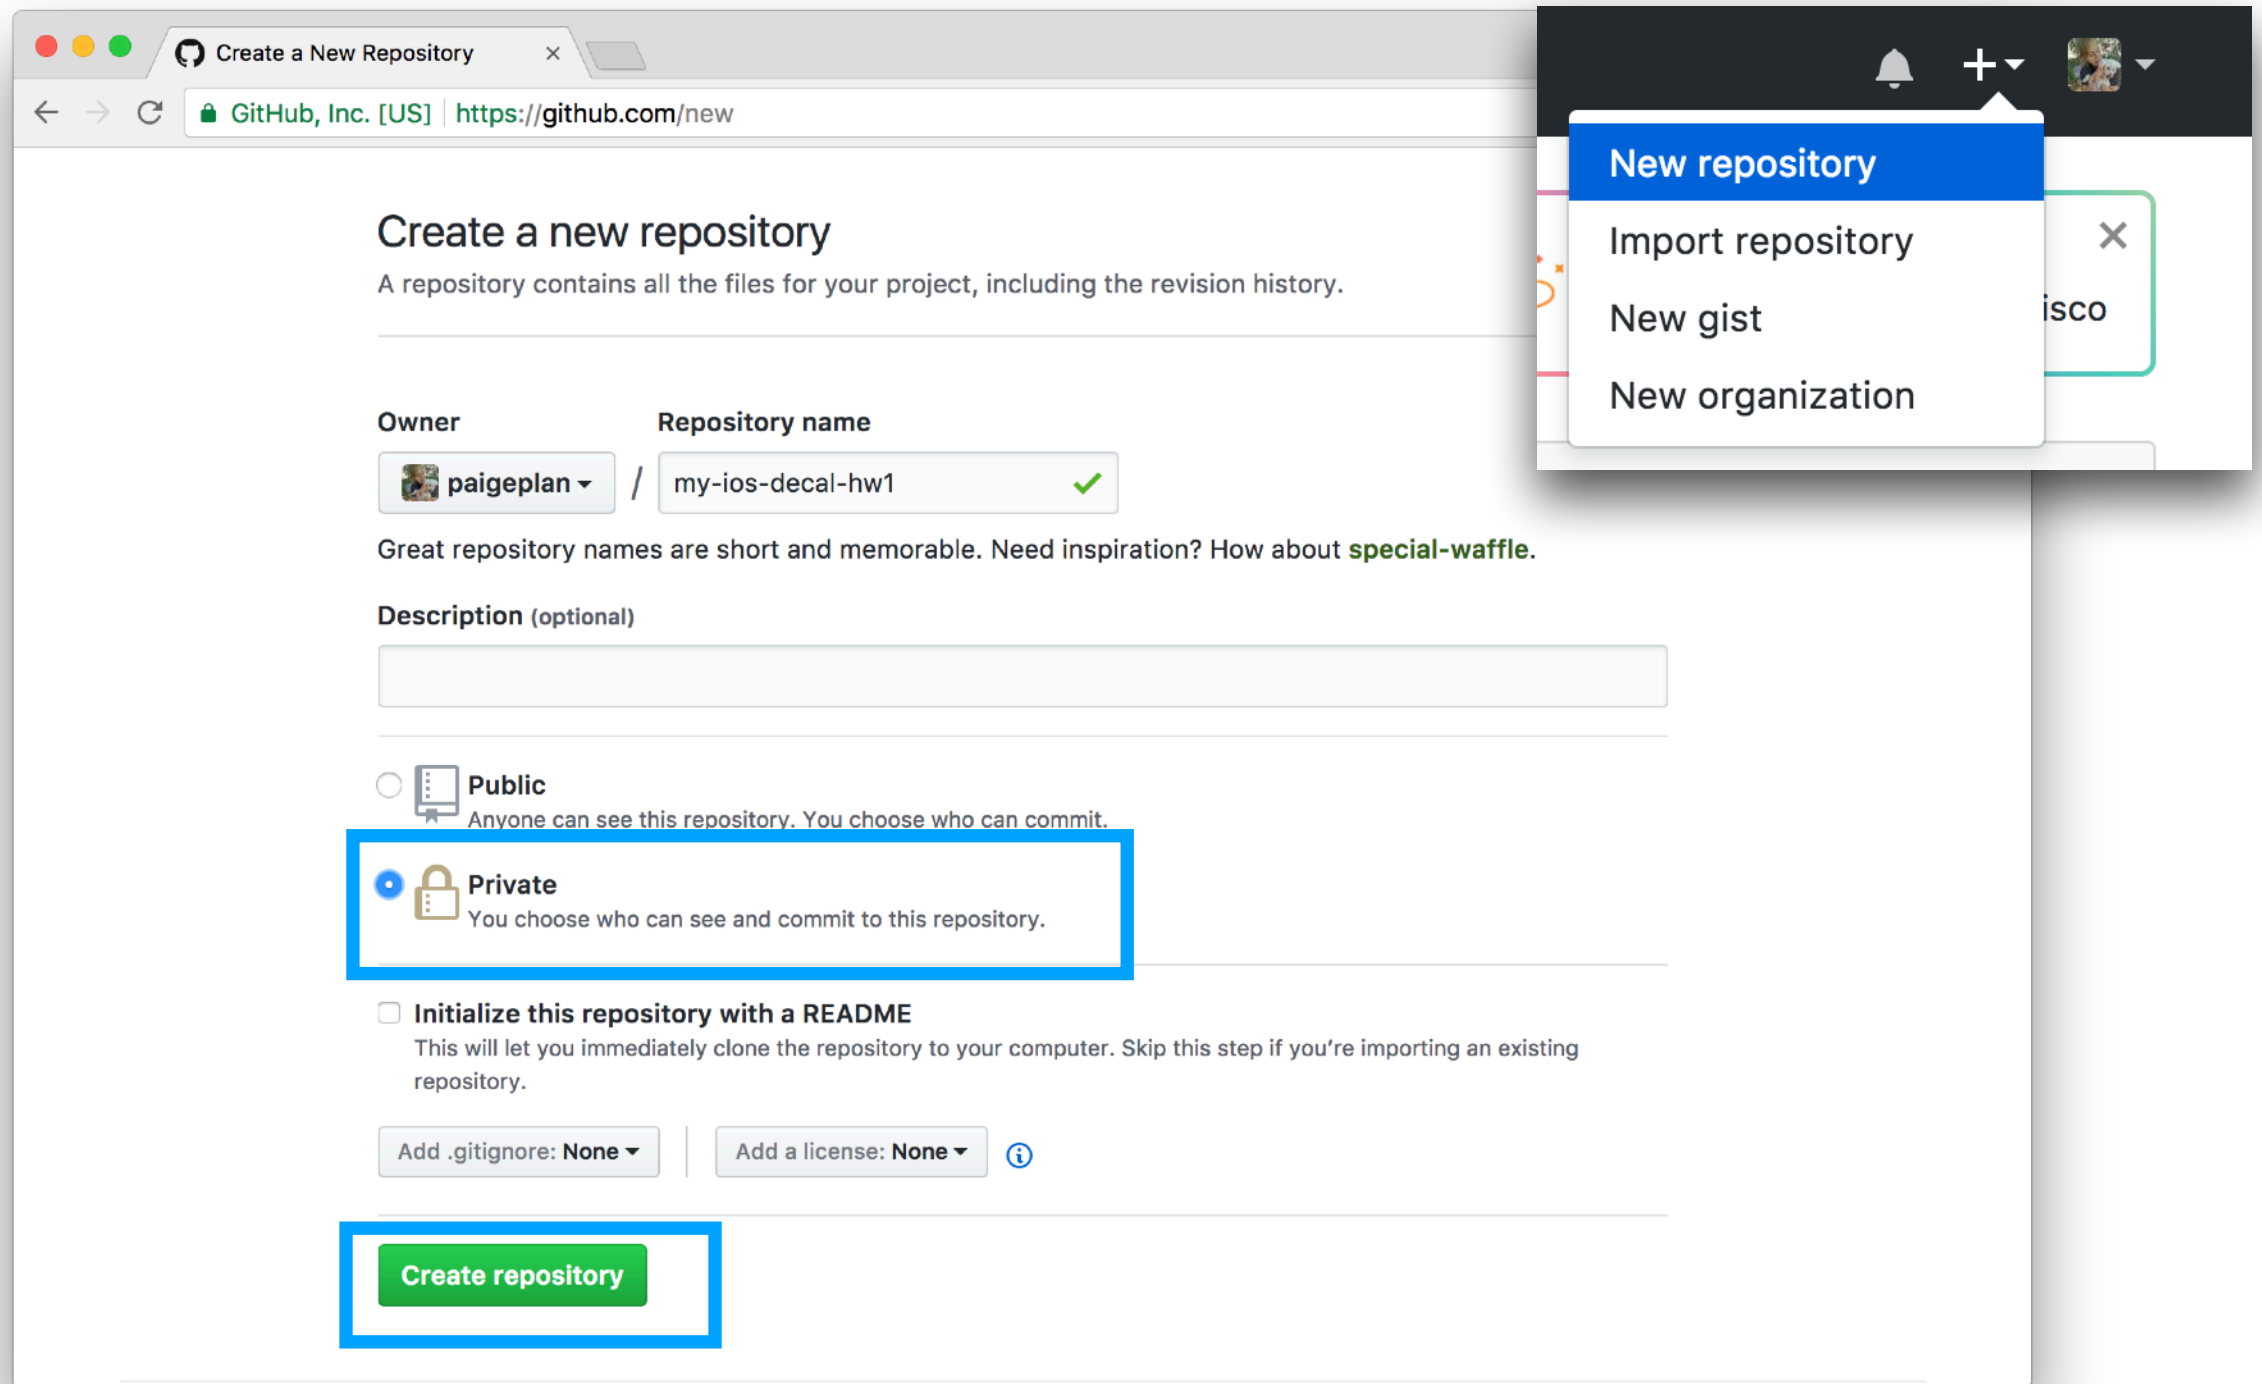 Create a New Repository
GitHub, Inc. [US] https://github.com/new
New repository
Import repository
New gist
New organization
isco
Create a new repository
A repository contains all the files for your project, including the revision history.
Owner Repository name
paigeplan / my-ios-decal-hw1
Great repository names are short and memorable. Need inspiration? How about special-waffle.
Description (optional)
Public
Anyone can see this repository. You choose who can commit.
Private
You choose who can see and commit to this repository.
Initialize this repository with a README
This will let you immediately clone the repository to your computer. Skip this step if you’re importing an existing
repository.
Add .gitignore: None Add a license: None
Create repository